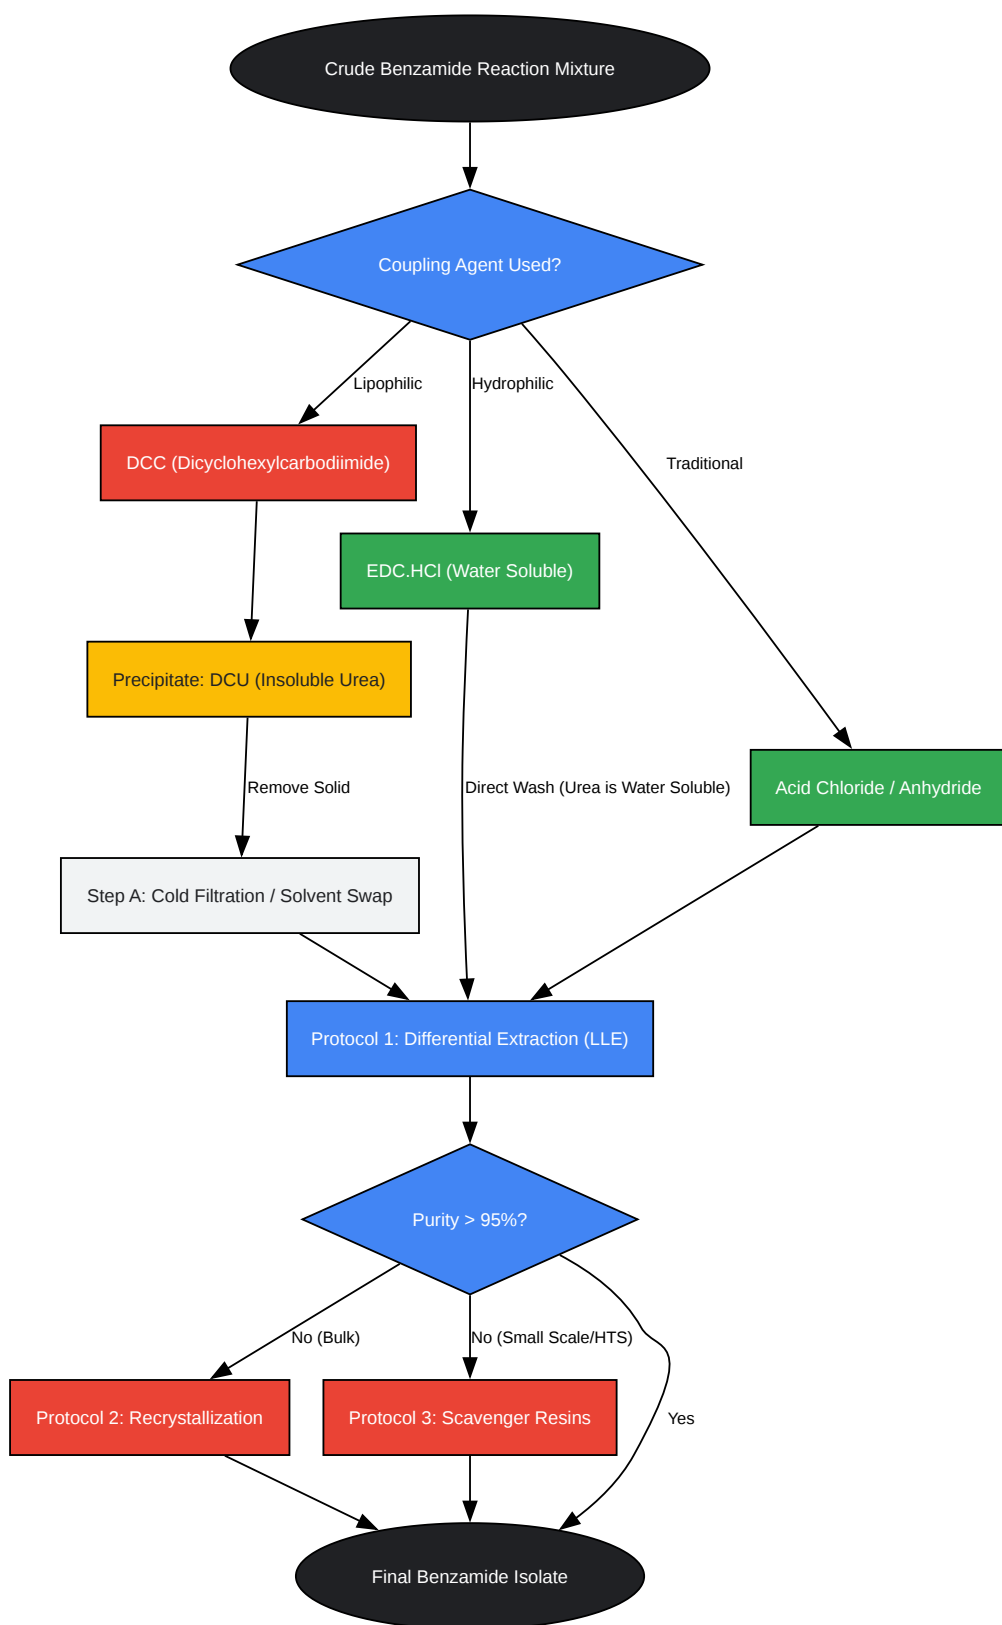 Crude Benzamide Reaction Mixture
Coupling Agent Used?
Lipophilic
Hydrophilic
Traditional
DCC (Dicyclohexylcarbodiimide)
EDC.HCl (Water Soluble)
Precipitate: DCU (Insoluble Urea)
Remove Solid
Direct Wash (Urea is Water Soluble)
Acid Chloride / Anhydride
Step A: Cold Filtration / Solvent Swap
Protocol 1: Differential Extraction (LLE)
Purity > 95%?
No (Bulk)
No (Small Scale/HTS)
Yes
Protocol 2: Recrystallization
Protocol 3: Scavenger Resins
Final Benzamide Isolate